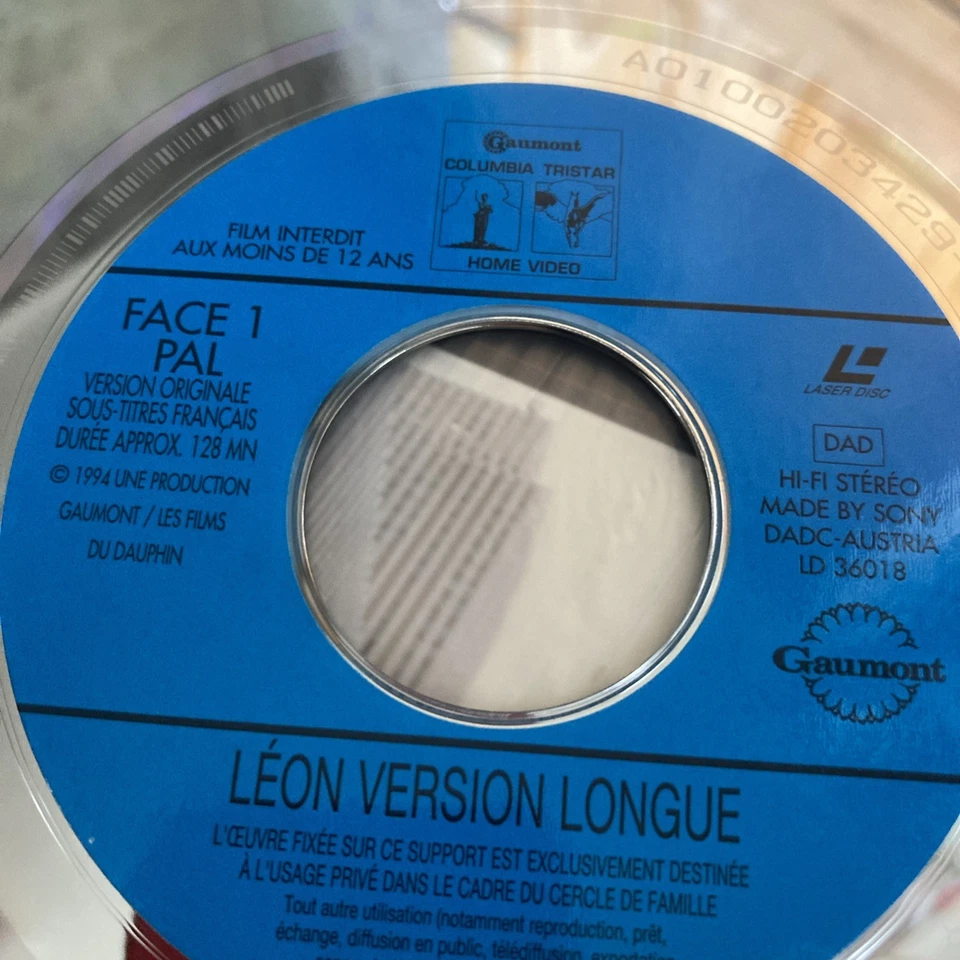 A010020342 9
Gaumont
COLUMBIA TRISTAR
HOME VIDEO
FILM INTERDIT
AUX MOINS DE 12 ANS
FACE 1
PAL
VERSION ORIGINALE
SOUS-TITRES FRANÇAIS
DURÉE APPROX. 128 MN
© 1994 UNE PRODUCTION
GAUMONT / LES FILMS
DU DAUPHIN
LASER DISC
DAD
HI-FI STÉRÉO
MADE BY SONY
DADC-AUSTRIA
LD 36018
Gaumont
LÉON VERSION LONGUE
L'ŒUVRE FIXÉE SUR CE SUPPORT EST EXCLUSIVEMENT DESTINÉE
À L'USAGE PRIVÉ DANS LE CADRE DU CERCLE DE FAMILLE
Tout autre utilisation (notamment reproduction, prêt,
échange, diffusion en public, télédiffusion, exportation